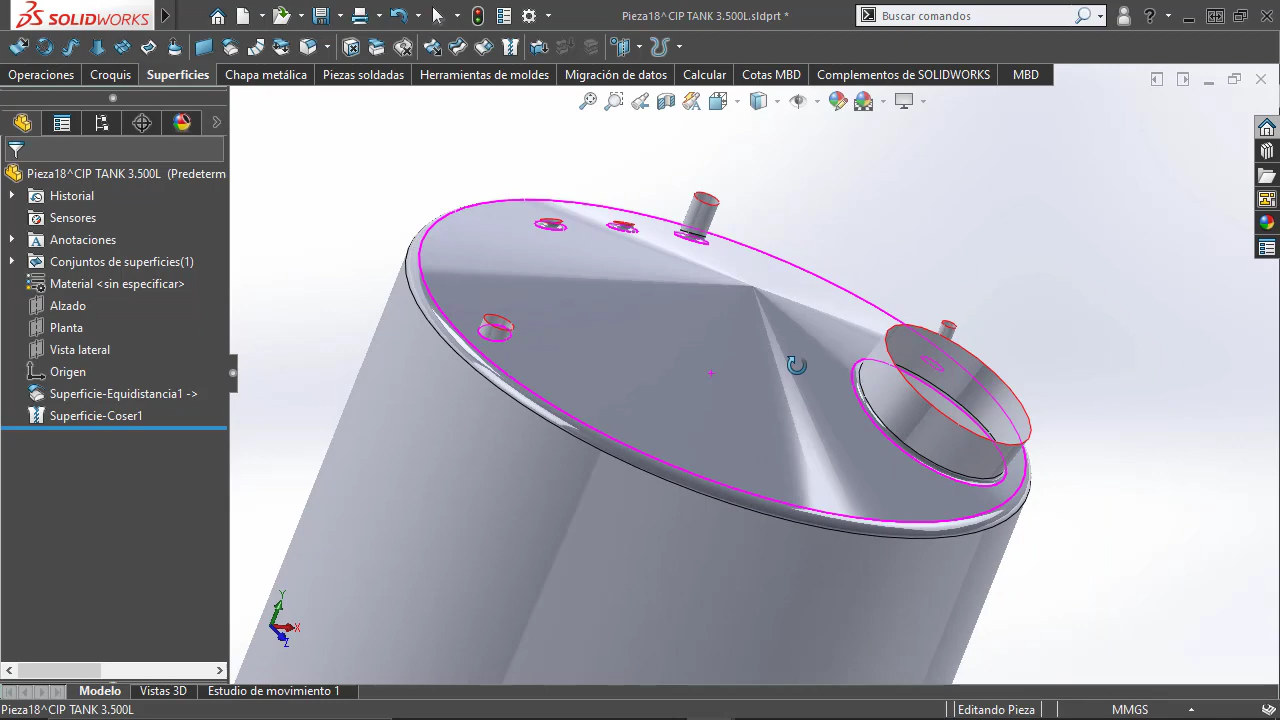 SOLIDWORKS
Pieza18^CIP TANK 3.500L.sldprt *
Buscar comandos
Operaciones
Croquis
Superficies
Chapa metálica
Piezas soldadas
Herramientas de moldes
Migración de datos
Calcular
Cotas MBD
Complementos de SOLIDWORKS
MBD
Pieza18^CIP TANK 3.500L (Predeterm
Historial
Sensores
A Anotaciones
Conjuntos de superficies(1)
Material <sin especificar>
Alzado
Planta
Vista lateral
Origen
Superficie-Equidistancia1 ->
Superficie-Coser1
Y
X
Z
Modelo
Vistas 3D
Estudio de movimiento 1
Pieza18^CIP TANK 3.500L
Editando Pieza
MMGS